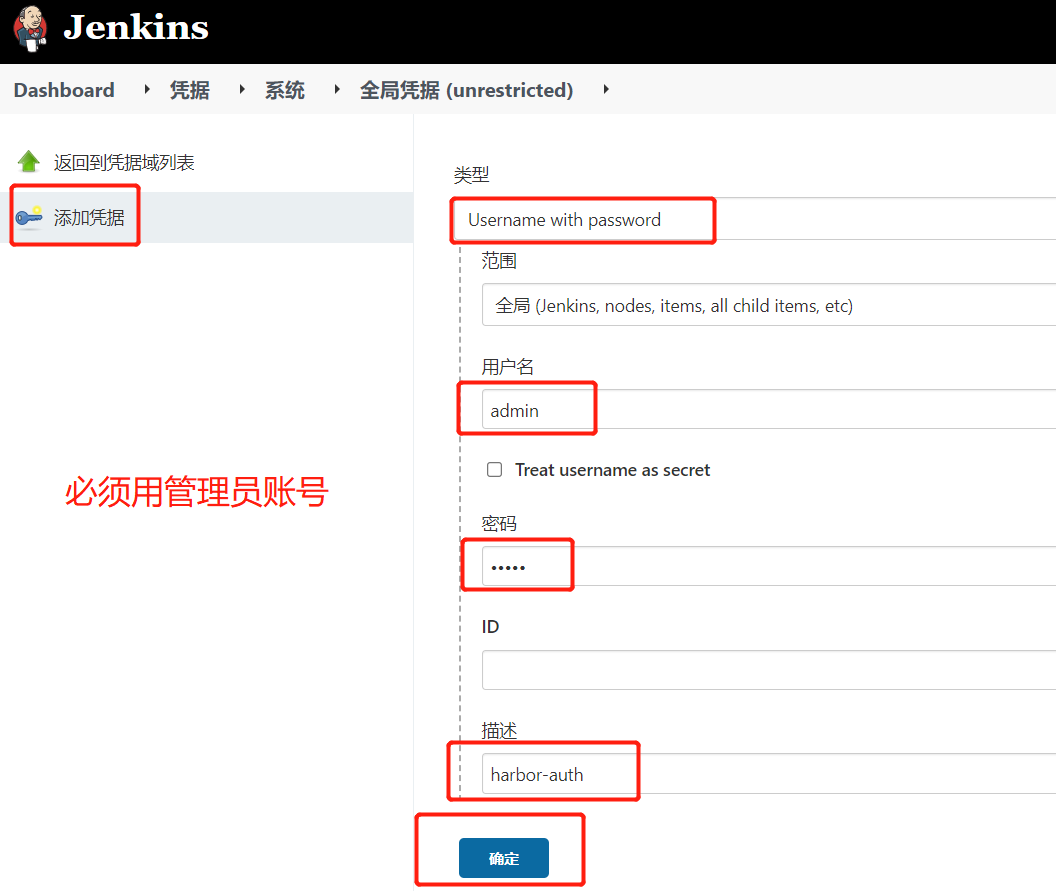 Jenkins
Dashboard 凭据 系统 全局凭据 (unrestricted)
返回到凭据域列表
添加凭据
必须用管理员账号
类型
Username with password
范围
全局 (Jenkins, nodes, items, all child items, etc)
用户名
admin
Treat username as secret
密码
•••••
ID
描述
harbor-auth
确定